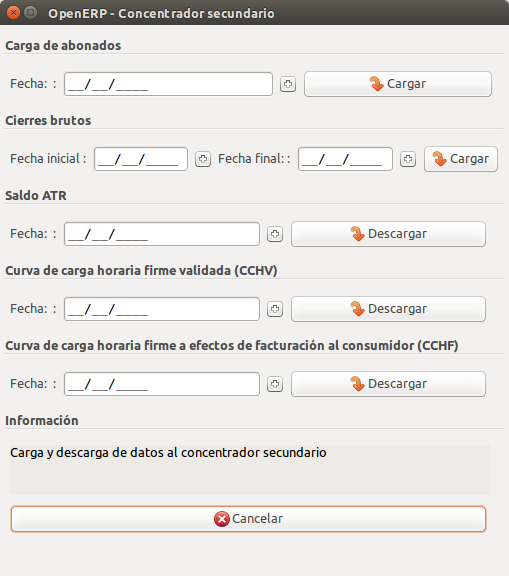 OpenERP - Concentrador secundario
Carga de abonados
Fecha: : __/__/____ Cargar
Cierres brutos
Fecha inicial : __/__/____ Fecha final: : __/__/____ Cargar
Saldo ATR
Fecha: : __/__/____ Descargar
Curva de carga horaria firme validada (CCHV)
Fecha: : __/__/____ Descargar
Curva de carga horaria firme a efectos de facturación al consumidor (CCHF)
Fecha: : __/__/____ Descargar
Información
Carga y descarga de datos al concentrador secundario
Cancelar